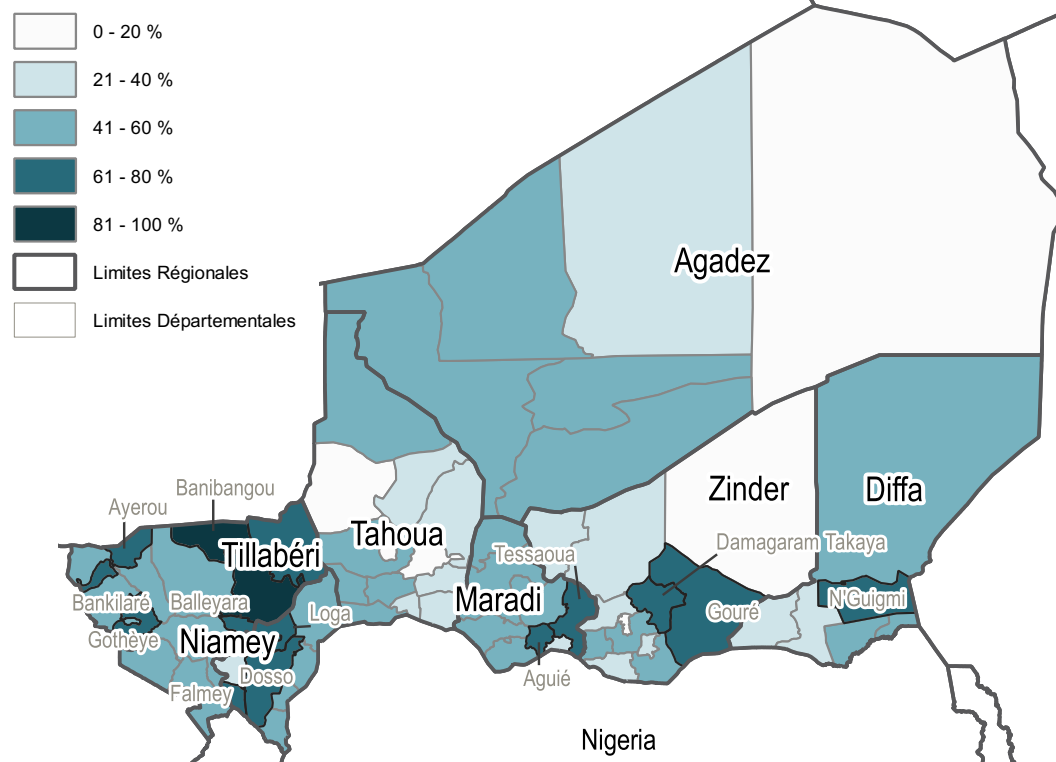 0 - 20 %
21 - 40 %
41 - 60 %
61 - 80 %
81 - 100 %
Limites Régionales
Limites Départementales
Agadez
Zinder
Diffa
Banibangou
Ayerou
Tahoua
Tillabéri
Tessaoua
Damagaram Takaya
Bankilaré
Balleyara
Loga
Maradi
Gouré
N'Guigmi
Gothèye
Niamey
Dosso
Aguié
Falmey
Nigeria